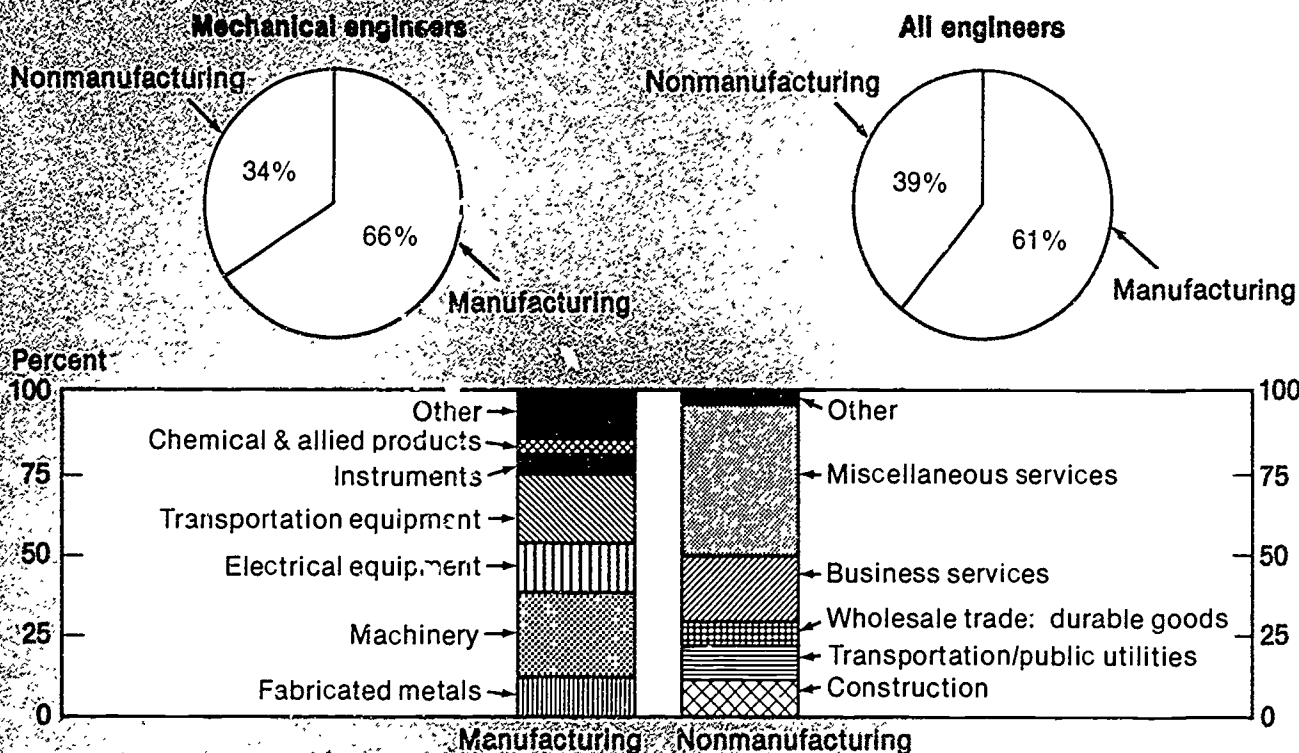 Mechanical engineers
All engineers
Nonmanufacturing
Nonmanufacturing
34%
39%
66%
61%
Manufacturing
Manufacturing
Percent
100
100
Other
Other
Chemical & allied products
75
75
Instruments
Miscellaneous services
Transportation equipment
50
50
Electrical equipment
Business services
Wholesale trade: durable goods
25
25
Machinery
Transportation/public utilities
Fabricated metals
Construction
0
0
Manufacturing
Nonmanufacturing